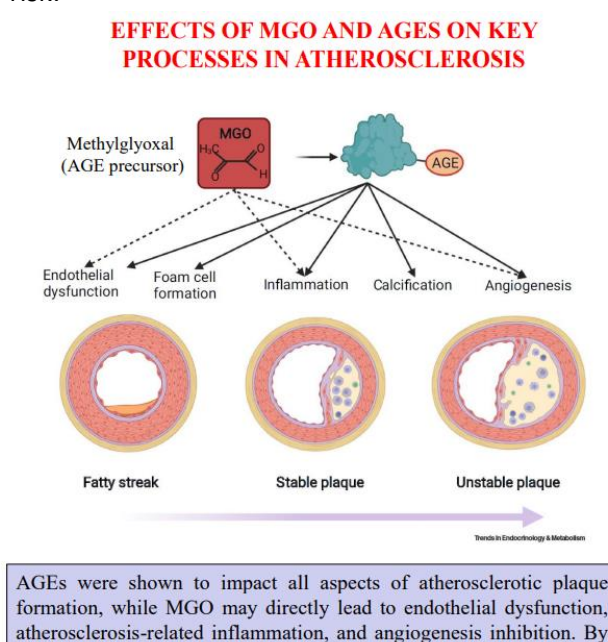 risk.
EFFECTS OF MGO AND AGES ON KEY
PROCESSES IN ATHEROSCLEROSIS
Methylglyoxal
(AGE precursor)
MGO
H₃C
O
O
H
AGE
Endothelial
dysfunction
Foam cell
formation
Inflammation
Calcification
Angiogenesis
Fatty streak
Stable plaque
Unstable plaque
Trends in Endocrinology & Metabolism
AGEs were shown to impact all aspects of atherosclerotic plaque
formation, while MGO may directly lead to endothelial dysfunction,
atherosclerosis-related inflammation, and angiogenesis inhibition. By